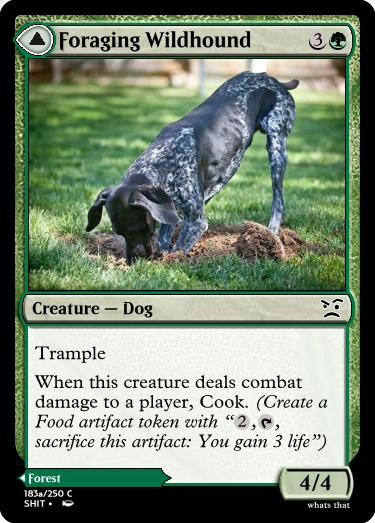 Foraging Wildhound 3
Creature — Dog
Trample
When this creature deals combat
damage to a player, Cook. (Create a
Food artifact token with “2, ,
sacrifice this artifact: You gain 3 life”)
Forest
4/4
183a/250 C
SHIT •
whats that